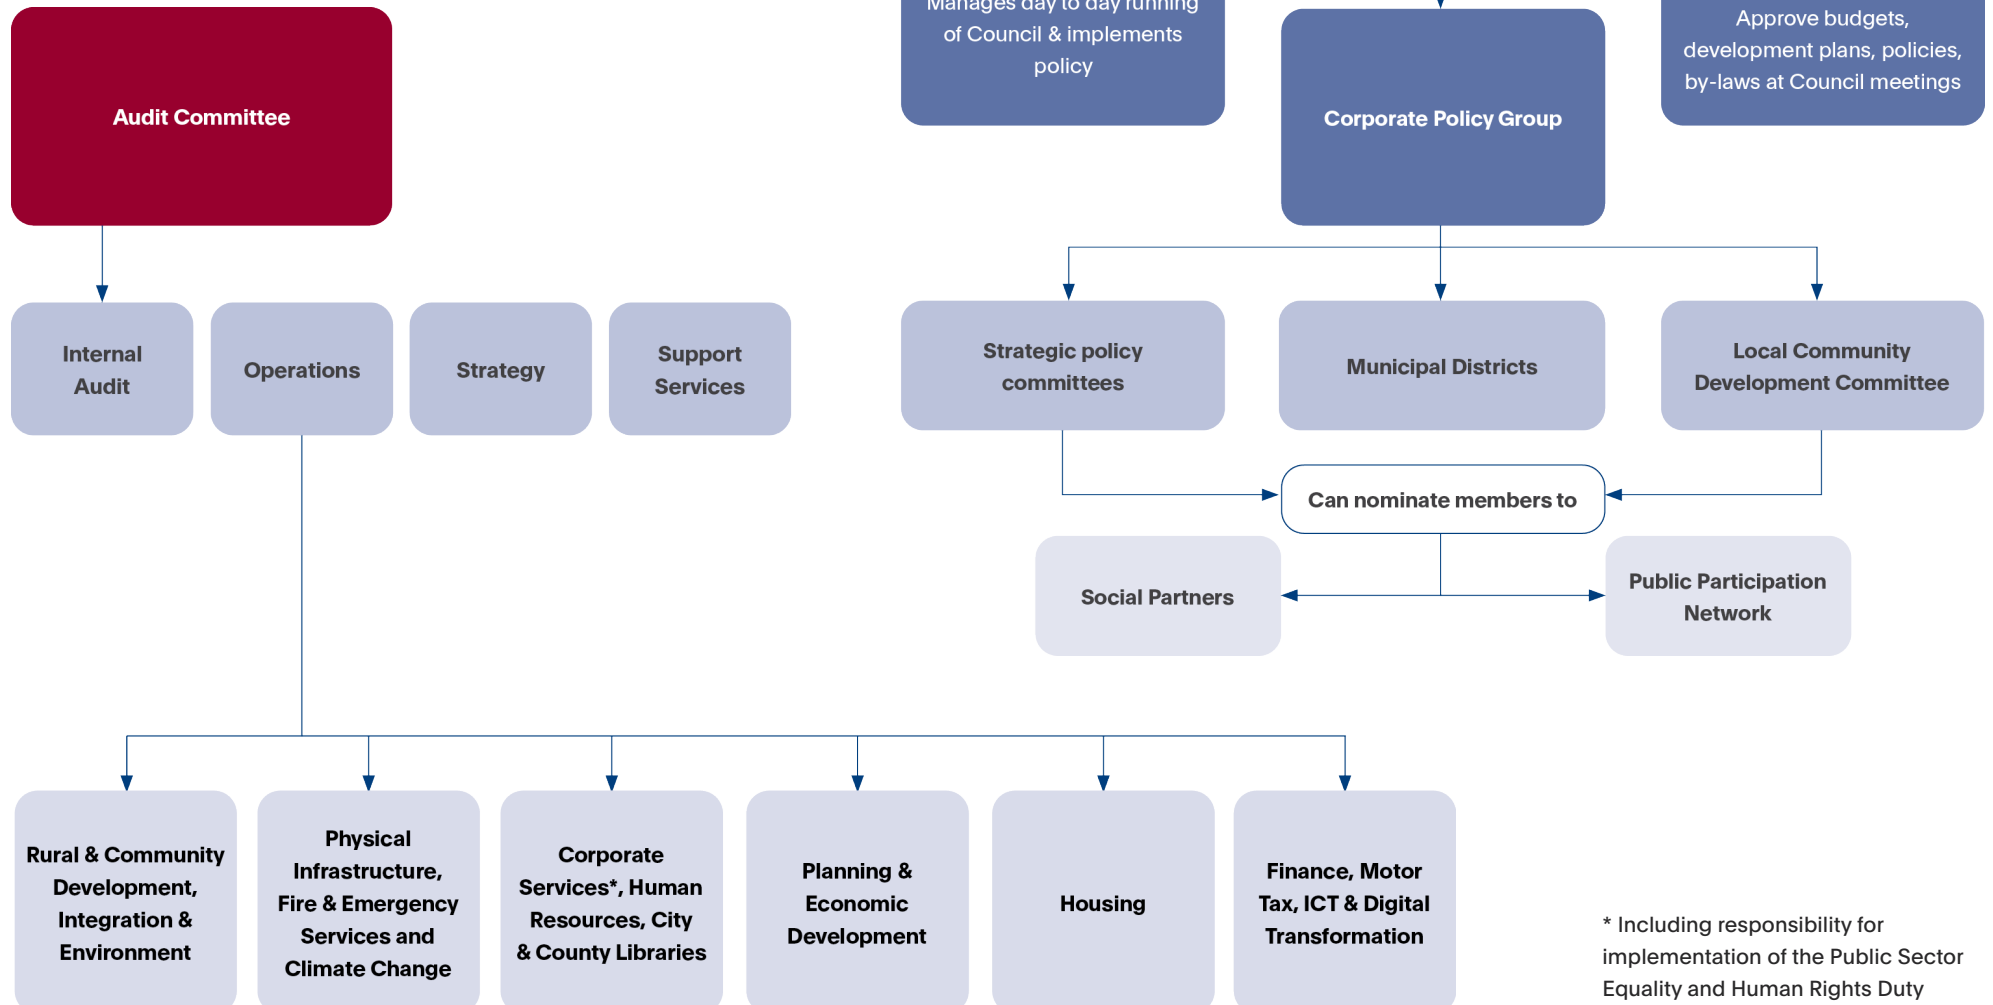 Manages day to day running
of Council & implements
policy
Approve budgets,
development plans, policies,
by-laws at Council meetings
Audit Committee
Corporate Policy Group
Internal
Audit
Operations
Strategy
Support
Services
Strategic policy
committees
Municipal Districts
Local Community
Development Committee
Can nominate members to
Social Partners
Public Participation
Network
Rural & Community
Development,
Integration &
Environment
Physical
Infrastructure,
Fire & Emergency
Services and
Climate Change
Corporate
Services*, Human
Resources, City
& County Libraries
Planning &
Economic
Development
Housing
Finance, Motor
Tax, ICT & Digital
Transformation
* Including responsibility for
implementation of the Public Sector
Equality and Human Rights Duty